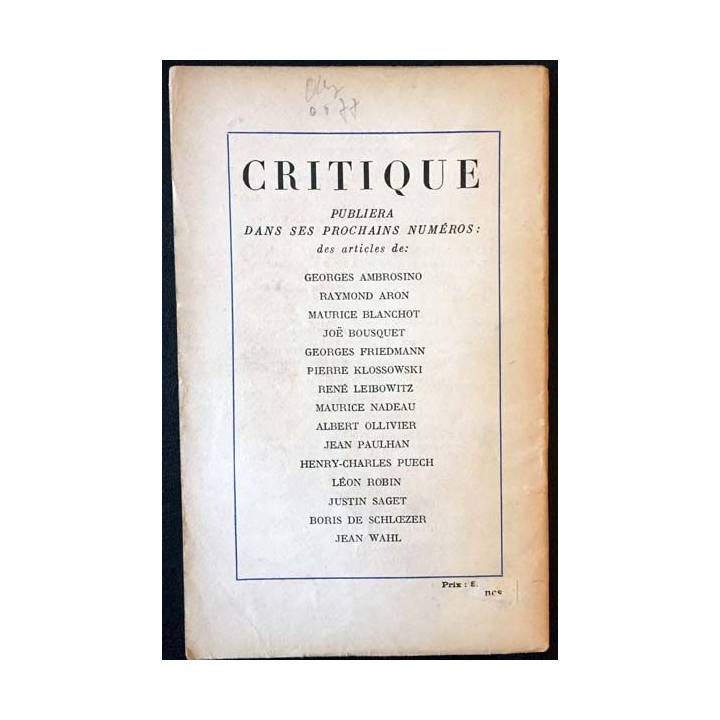 CRITIQUE
PUBLIERA
DANS SES PROCHAINS NUMÉROS:
des articles de:
GEORGES AMBROSINO
RAYMOND ARON
MAURICE BLANCHOT
JOË BOUSQUET
GEORGES FRIEDMANN
PIERRE KLOSSOWSKI
RENÉ LEIBOWITZ
MAURICE NADEAU
ALBERT OLLIVIER
JEAN PAULHAN
HENRY-CHARLES PUECH
LÉON ROBIN
JUSTIN SAGET
BORIS DE SCHLŒZER
JEAN WAHL
Prix :